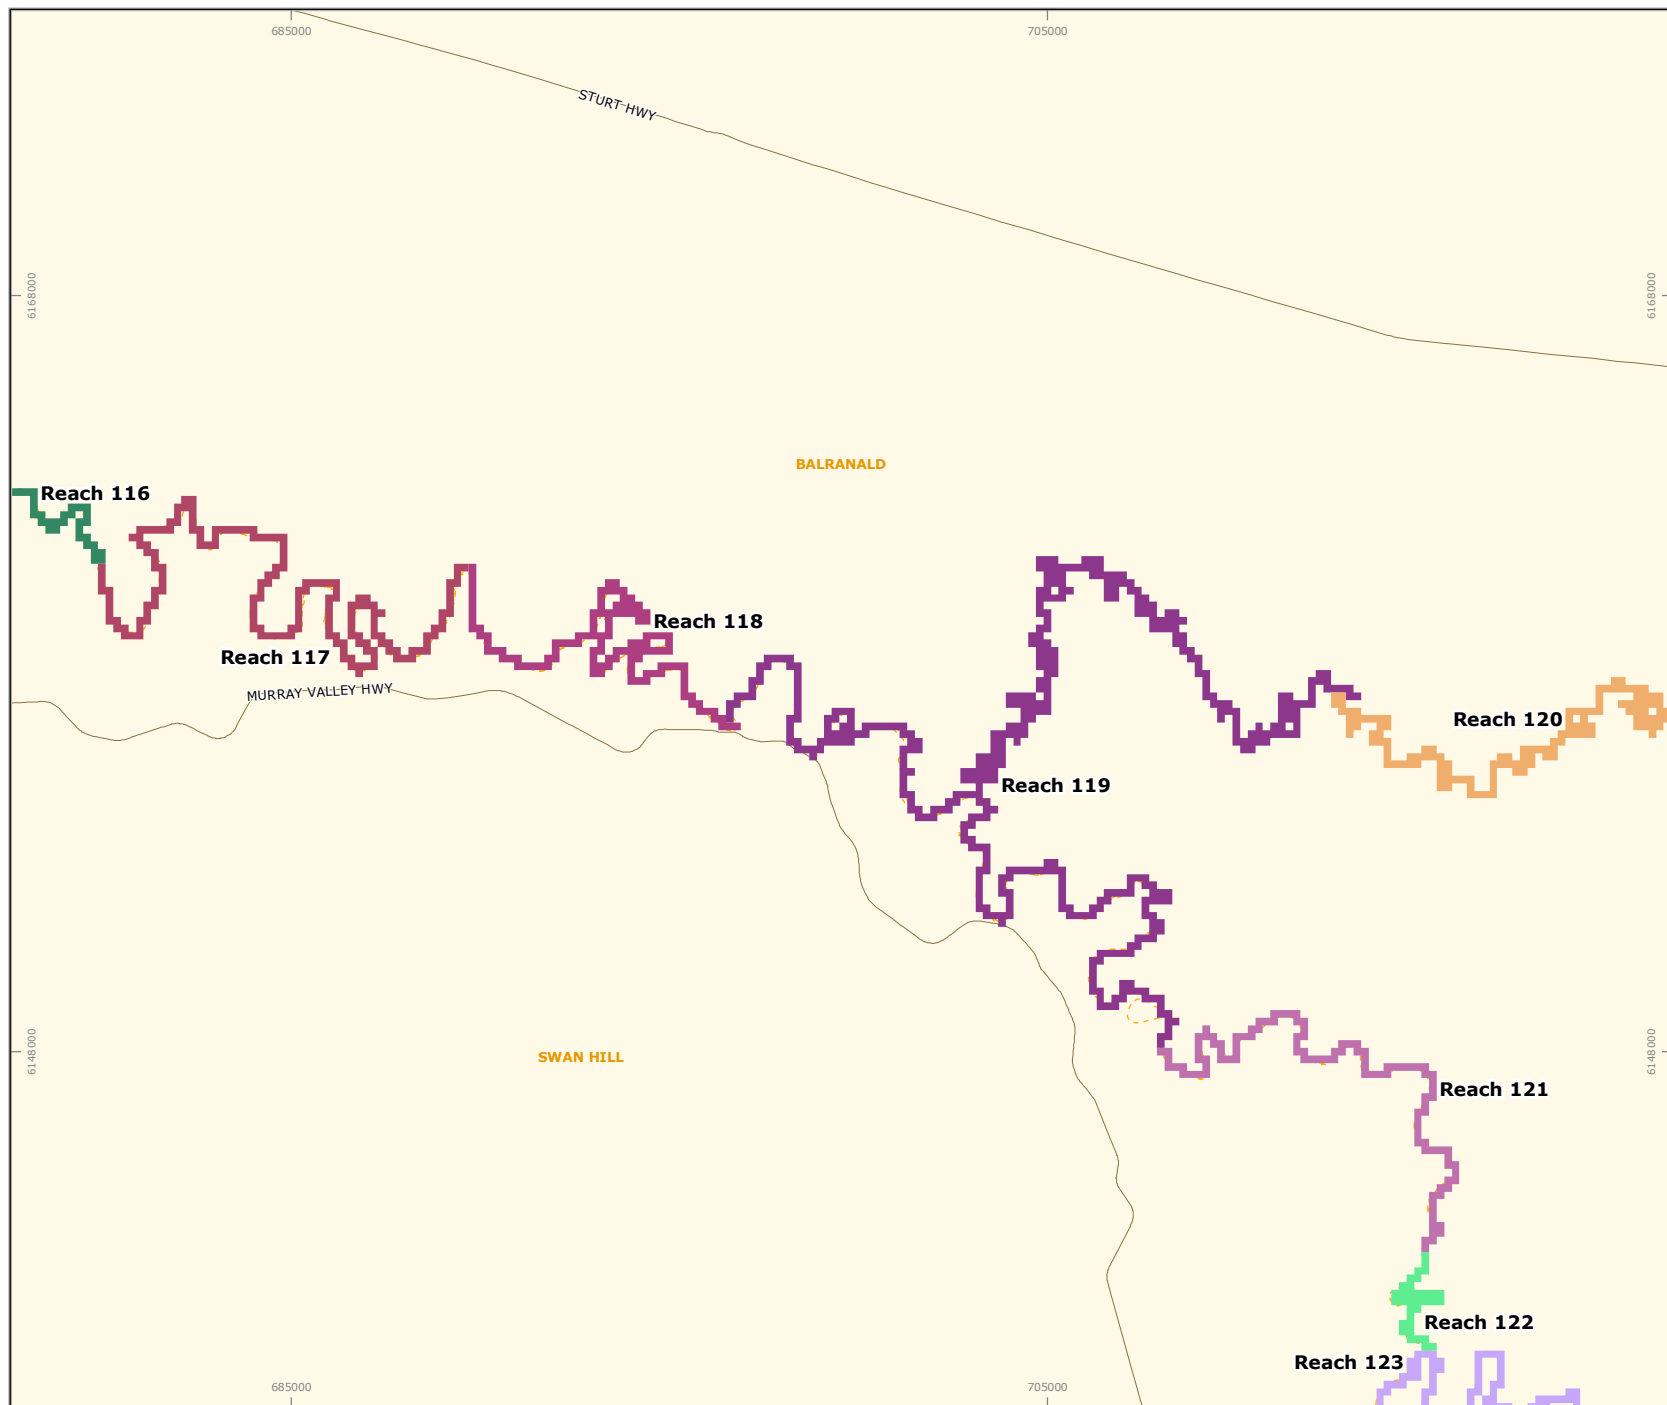 685000
705000
STURT HWY
6168000
6168000
BALRANALD
Reach 116
Reach 118
Reach 117
MURRAY VALLEY HWY
Reach 120
Reach 119
6148000
SWAN HILL
6148000
Reach 121
Reach 122
Reach 123
685000
705000